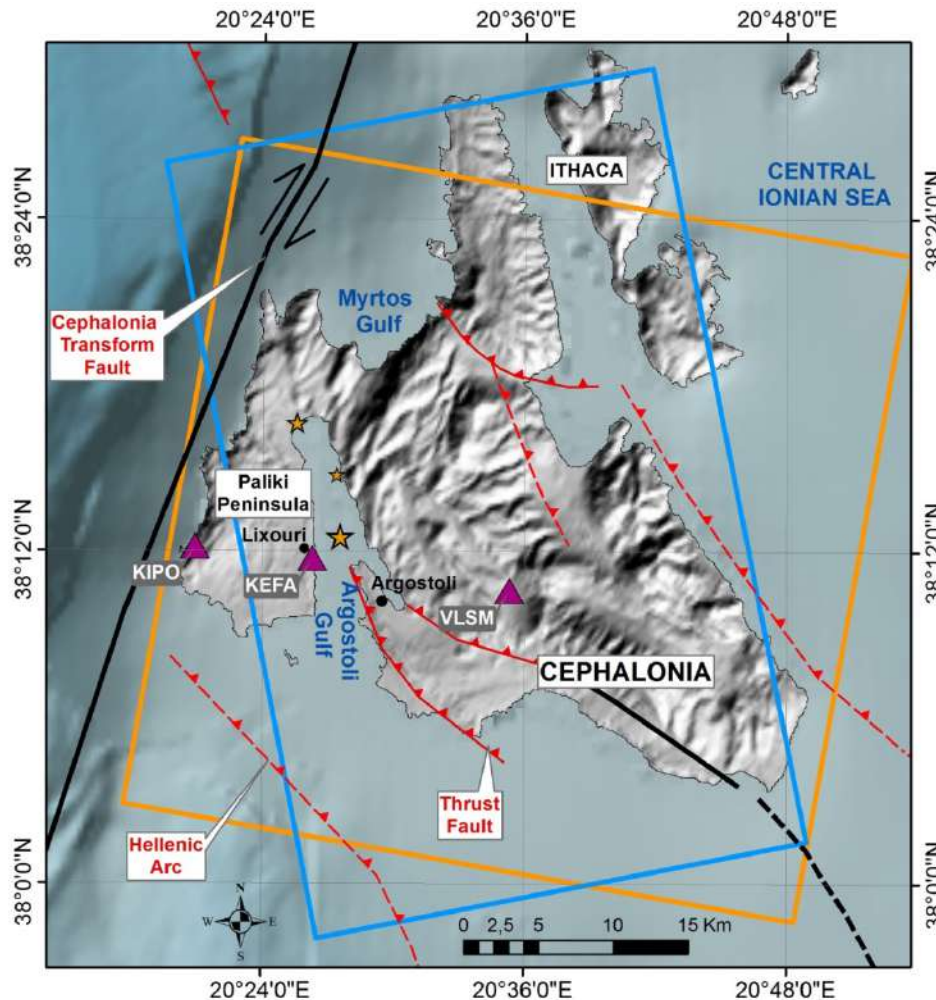 20°24'0"E
20°36'0"E
20°48'0"E
ITHACA
CENTRAL
IONIAN SEA
38°24'0"N
38°24'0"N
Cephalonia
Transform
Fault
Myrtos
Gulf
Paliki
Peninsula
Lixouri
38°12'0"N
38°12'0"N
KIPO
KEFA
Argostoli
Gulf
Argostoli
VLSM
CEPHALONIA
Thrust
Fault
Hellenic
Arc
38°0'0"N
38°0'0"N
N
W
E
S
0 2,5 5 10 15 Km
20°24'0"E
20°36'0"E
20°48'0"E